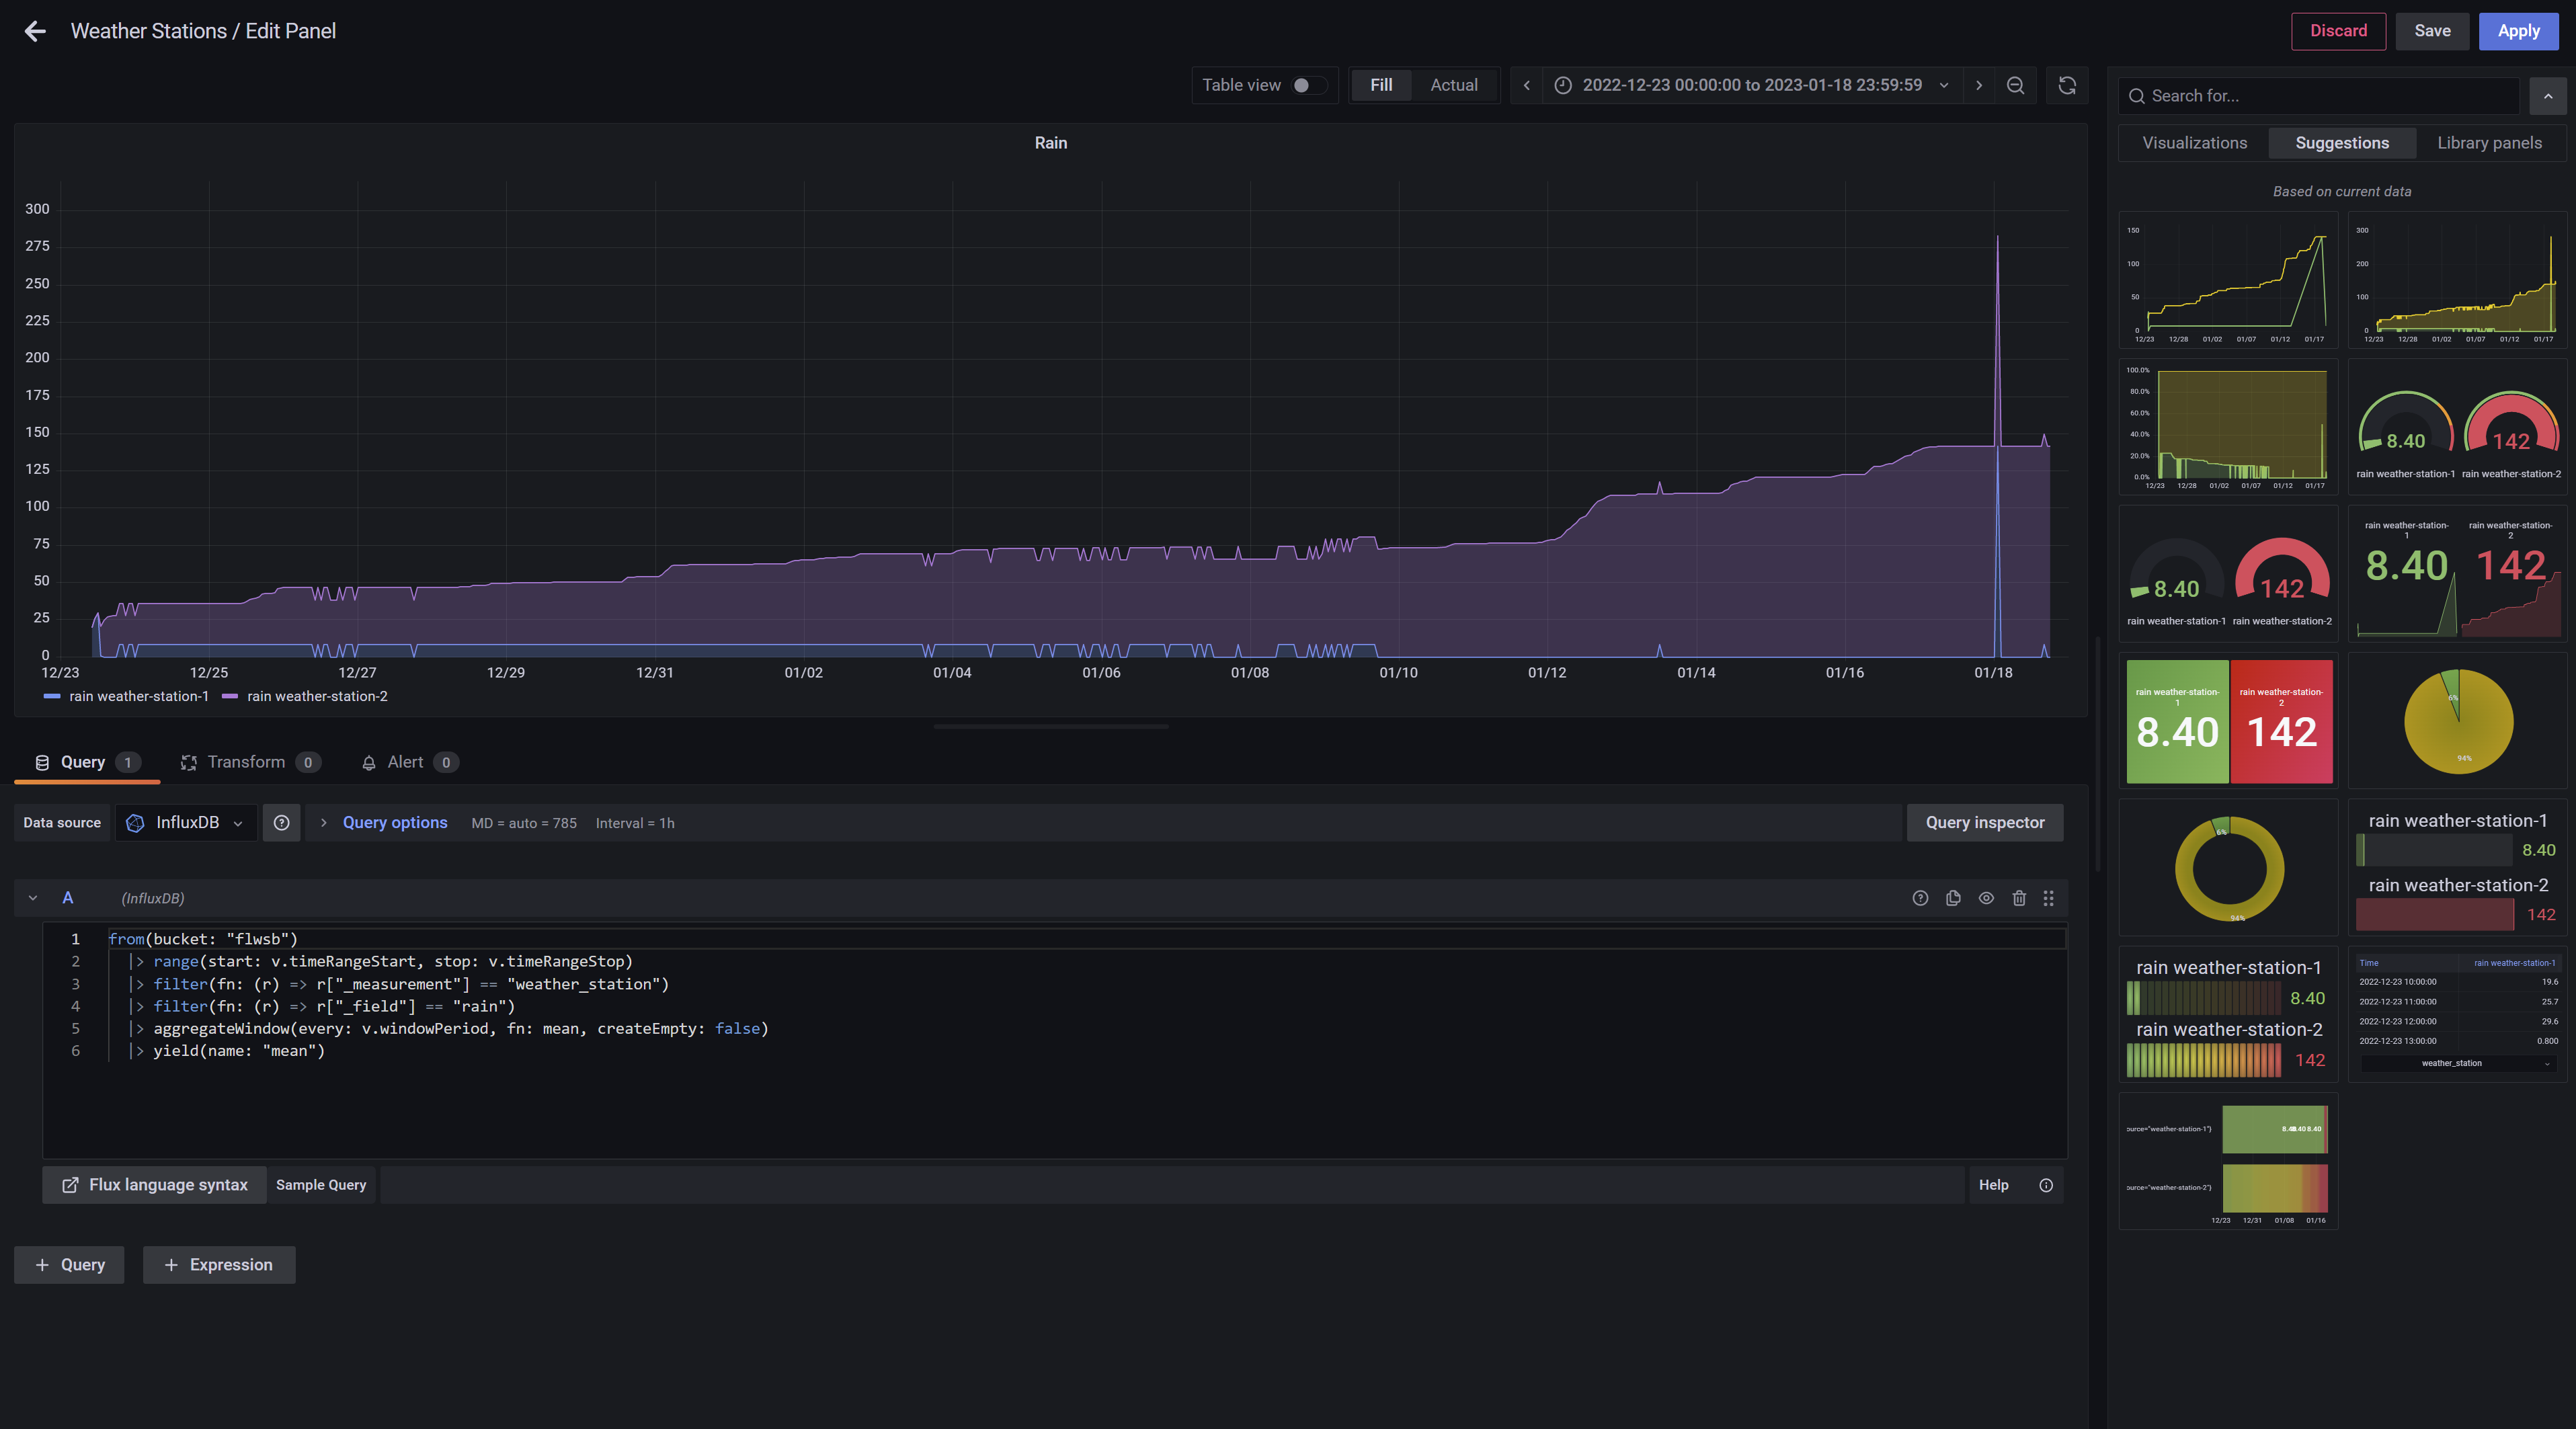 Weather Stations / Edit Panel
Discard
Save
Apply
Table view
Fill
Actual
2022-12-23 00:00:00 to 2023-01-18 23:59:59
Rain
300
275
250
225
200
175
150
125
100
75
50
25
0
12/23 12/25 12/27 12/29 12/31 01/02 01/04 01/06 01/08 01/10 01/12 01/14 01/16 01/18
rain weather-station-1 rain weather-station-2
Query 1
Transform 0
Alert 0
Data source
InfluxDB
Query options
MD = auto = 785
Interval = 1h
Query inspector
A
(InfluxDB)
1 from(bucket: "flwsb")
2 |> range(start: v.timeRangeStart, stop: v.timeRangeStop)
3 |> filter(fn: (r) => r["_measurement"] == "weather_station")
4 |> filter(fn: (r) => r["_field"] == "rain")
5 |> aggregateWindow(every: v.windowPeriod, fn: mean, createEmpty: false)
6 |> yield(name: "mean")
Flux language syntax
Sample Query
Help
+ Query
+ Expression
Search for...
Visualizations
Suggestions
Library panels
Based on current data
150
100
50
0
12/23 12/28 01/02 01/07 01/12 01/17
300
200
100
0
12/23 12/28 01/02 01/07 01/12 01/17
100.0%
80.0%
60.0%
40.0%
20.0%
0.0%
12/23 12/28 01/02 01/07 01/12 01/17
8.40 142
rain weather-station-1 rain weather-station-2
8.40 142
rain weather-station-1 rain weather-station-2
rain weather-station-
1
8.40
rain weather-station-
2
142
rain weather-station-
1
8.40
rain weather-station-
2
142
6%
94%
6%
94%
rain weather-station-1
8.40
rain weather-station-2
142
rain weather-station-1
8.40
rain weather-station-2
142
Time rain weather-station-1
2022-12-23 10:00:00 19.6
2022-12-23 11:00:00 25.7
2022-12-23 12:00:00 29.6
2022-12-23 13:00:00 0.800
weather_station
ource="weather-station-1"}
8.40
ource="weather-station-2"}
12/23 12/31 01/08 01/16